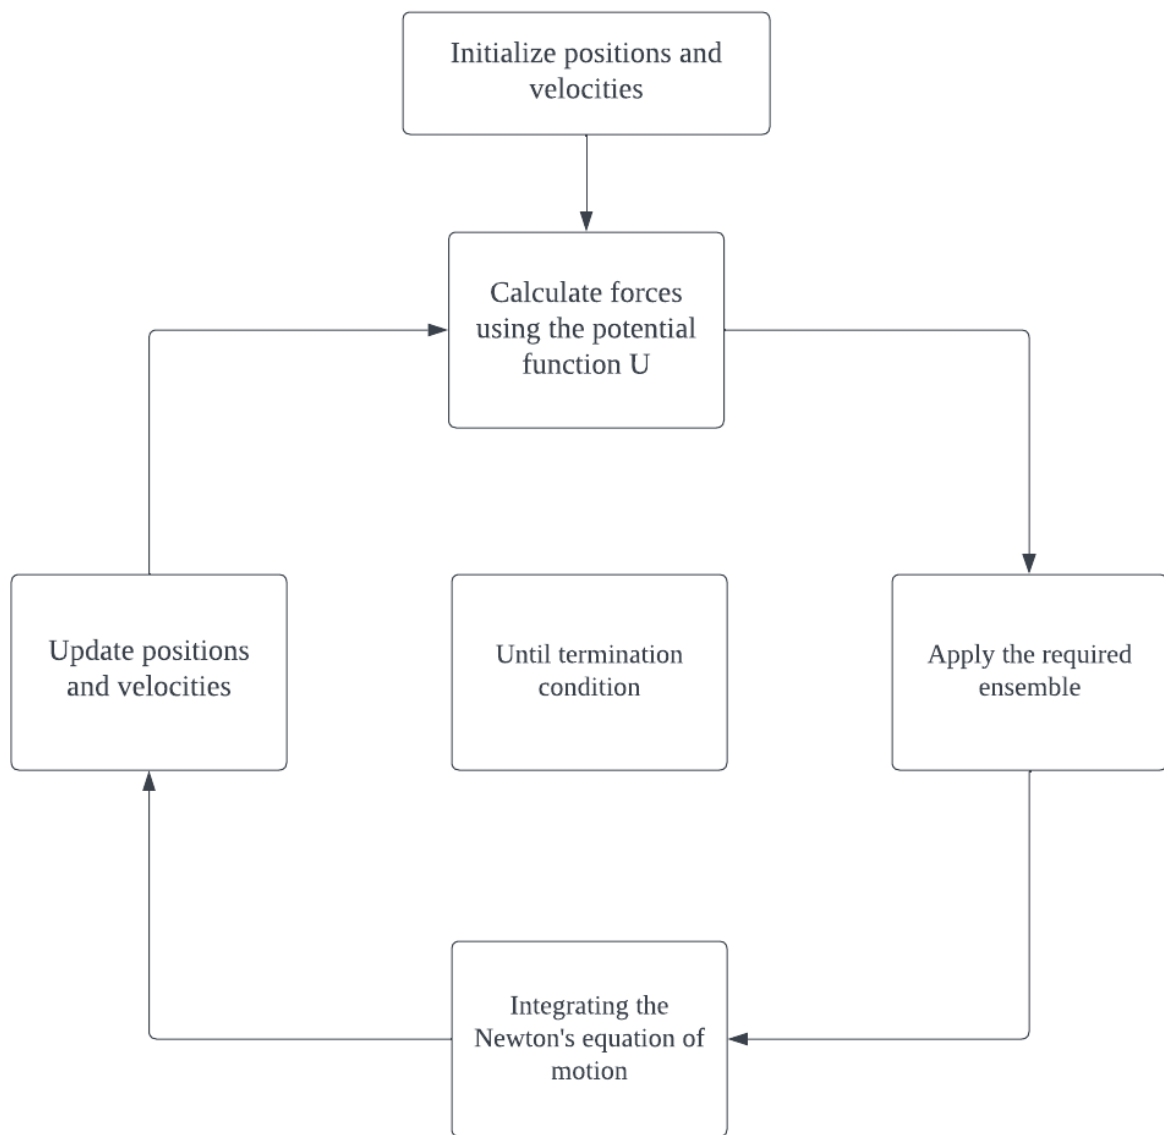 Initialize positions and
velocities
Calculate forces
using the potential
function U
Update positions
and velocities
Until termination
condition
Apply the required
ensemble
Integrating the
Newton's equation of
motion